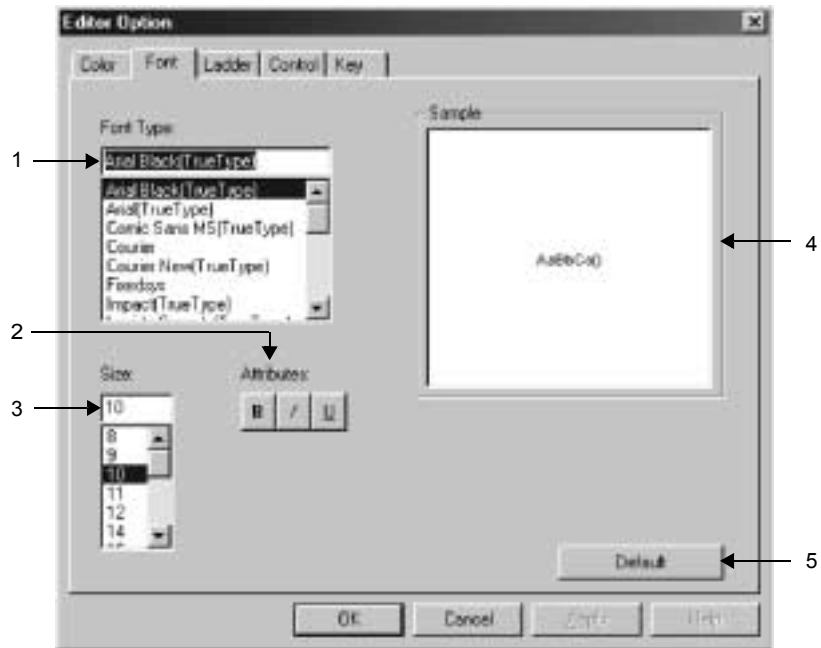 Editor Option
Color Font Ladder Control Key
Font Type:
Arial Black(TrueType)
Arial Black(TrueType)
Arial(TrueType)
Comic Sans MS(TrueType)
Courier
Courier New(TrueType)
Fixedsys
Impact(TrueType)
Sample
AaBbCc()
Size:
10
8
9
10
11
12
14
Attributes:
B I U
Default
OK Cancel Apply Help
1
2
3
4
5